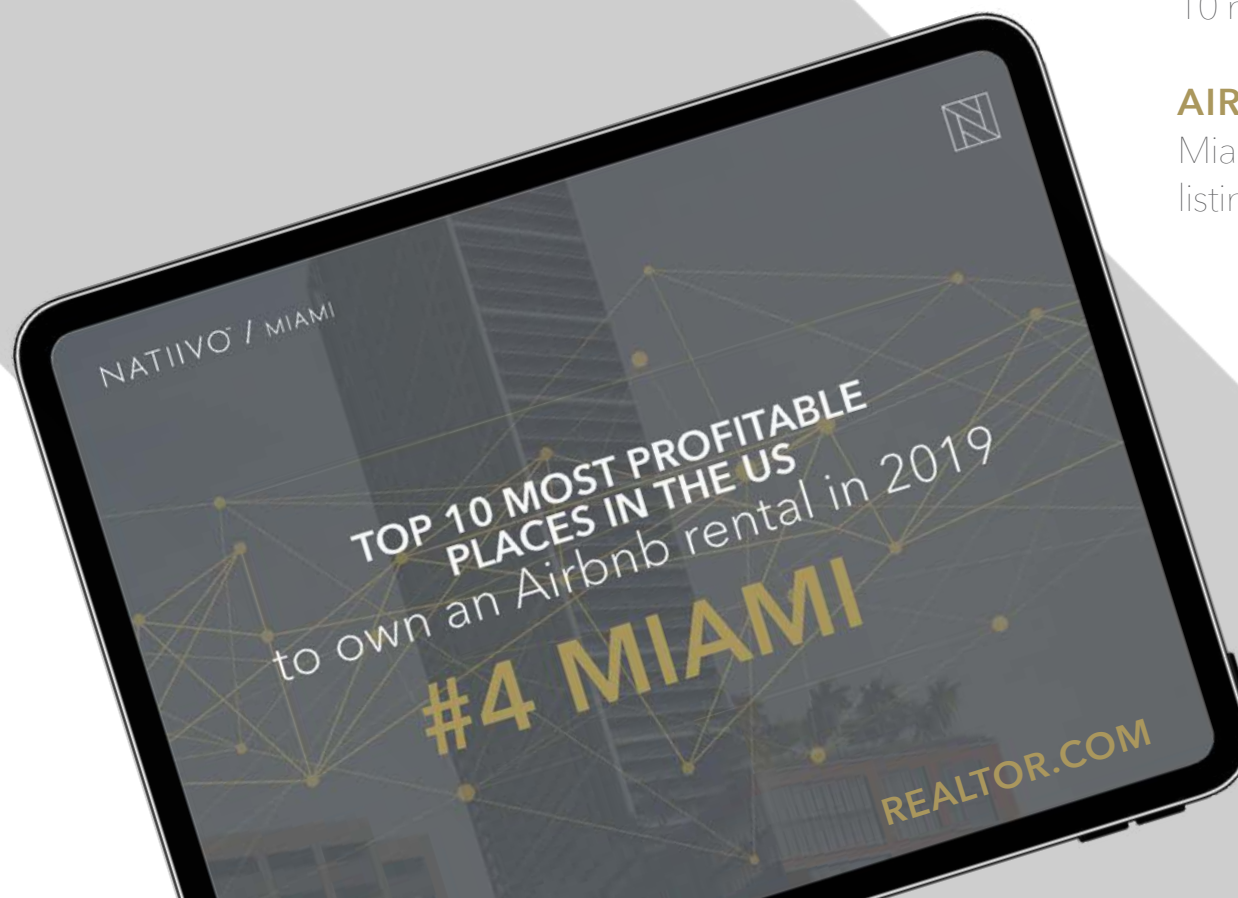 NATIIVO / MIAMI
TOP 10 MOST PROFITABLE
PLACES IN THE US
to own an Airbnb rental in 2019
#4 MIAMI
REALTOR.COM
10
AIR
Mia